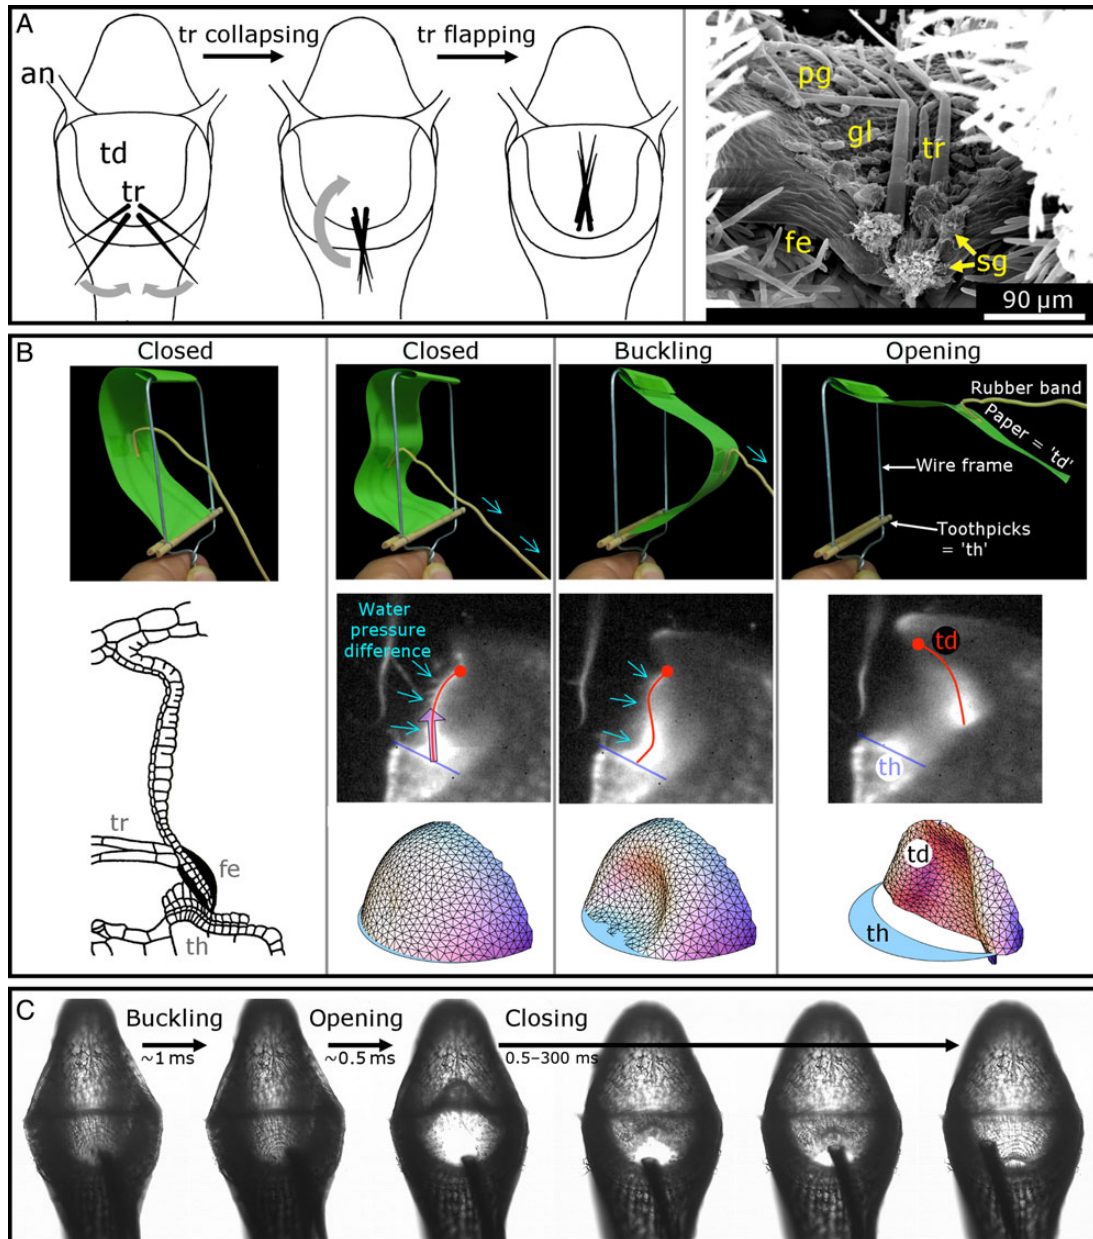 A
tr collapsing
tr flapping
an
td
tr
pg
gl
tr
fe
sg
90 µm
B
Closed
Closed
Buckling
Opening
Rubber band
Paper = 'td'
Wire frame
Toothpicks
= 'th'
Water
pressure
difference
td
th
tr
fe
th
td
th
C
Buckling
~1 ms
Opening
~0.5 ms
Closing
0.5–300 ms